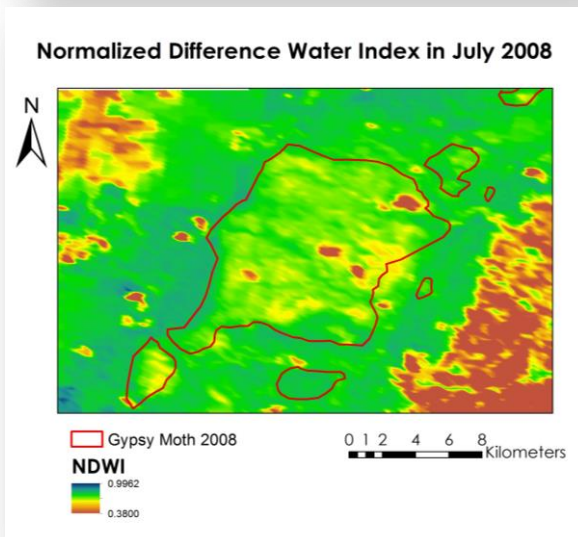 Normalized Difference Water Index in July 2008
N
Gypsy Moth 2008
NDWI
0.9962
0.3800
0 1 2 4 6 8
Kilometers